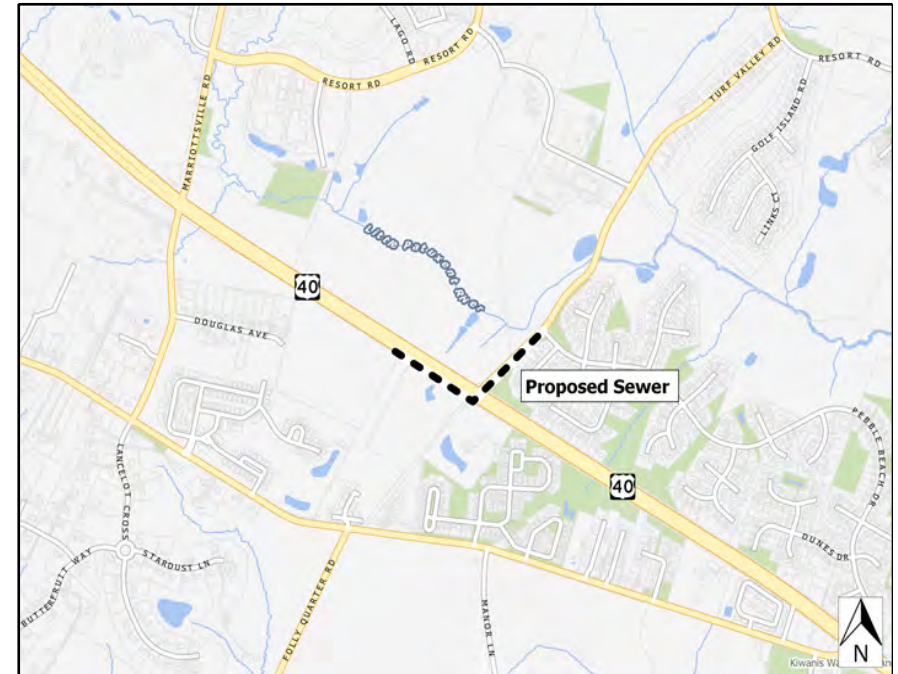 LAGO RD
RESORT RD
RESORT RD
RESORT RD
MARRIOTTSVILLE RD
TURF VALLEY RD
GOLF ISLAND RD
LINKS CT
Little Patuxent River
40
DOUGLAS AVE
Proposed Sewer
PEBBLE BEACH DR
40
LANCELOT CROSS
DUNES DR
STARDUST LN
BUTTERFRUIT WAY
FOLLY QUARTER RD
MANOR LN
N
Kiwanis